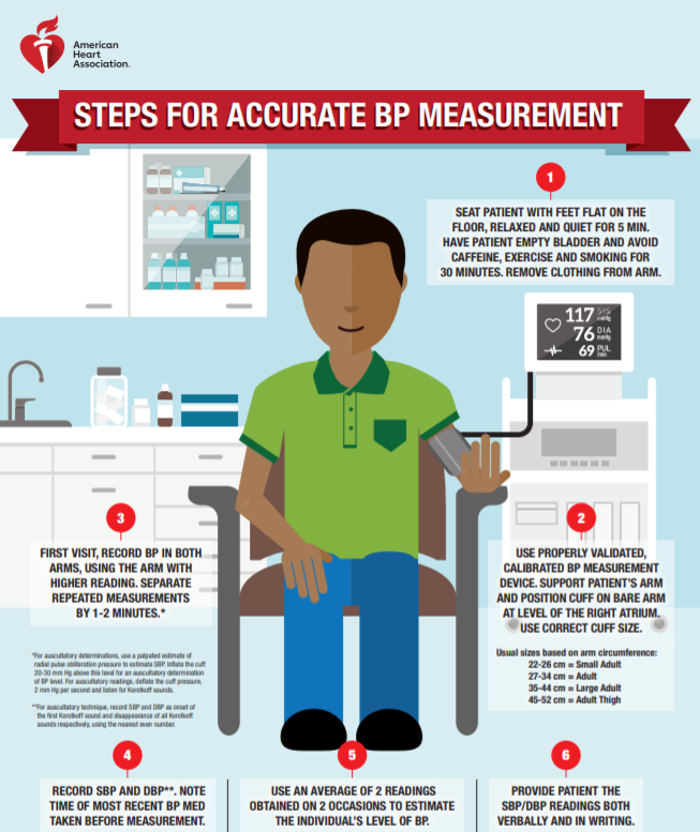 American
Heart
Association.
STEPS FOR ACCURATE BP MEASUREMENT
1
SEAT PATIENT WITH FEET FLAT ON THE
FLOOR, RELAXED AND QUIET FOR 5 MIN.
HAVE PATIENT EMPTY BLADDER AND AVOID
CAFFEINE, EXERCISE AND SMOKING FOR
30 MINUTES. REMOVE CLOTHING FROM ARM.
117 SYS mmHg
76 DIA mmHg
69 PUL /min
2
USE PROPERLY VALIDATED,
CALIBRATED BP MEASUREMENT
DEVICE. SUPPORT PATIENT'S ARM
AND POSITION CUFF ON BARE ARM
AT LEVEL OF THE RIGHT ATRIUM.
USE CORRECT CUFF SIZE.
Usual sizes based on arm circumference:
22-26 cm = Small Adult
27-34 cm = Adult
35-44 cm = Large Adult
45-52 cm = Adult Thigh
3
FIRST VISIT, RECORD BP IN BOTH
ARMS, USING THE ARM WITH
HIGHER READING. SEPARATE
REPEATED MEASUREMENTS
BY 1-2 MINUTES.*
*For auscultatory determinations, use a palpated estimate of
radial pulse obliteration pressure to estimate SBP. Inflate the cuff
20-30 mm Hg above this level for an auscultatory determination
of BP level. For auscultatory readings, deflate the cuff pressure,
2 mm Hg per second and listen for Korotkoff sounds.
**For auscultatory technique, record SBP and DBP as onset of
the first Korotkoff sound and disappearance of all Korotkoff
sounds respectively, using the nearest even number.
4
RECORD SBP AND DBP**. NOTE
TIME OF MOST RECENT BP MED
TAKEN BEFORE MEASUREMENT.
5
USE AN AVERAGE OF 2 READINGS
OBTAINED ON 2 OCCASIONS TO ESTIMATE
THE INDIVIDUAL'S LEVEL OF BP.
6
PROVIDE PATIENT THE
SBP/DBP READINGS BOTH
VERBALLY AND IN WRITING.